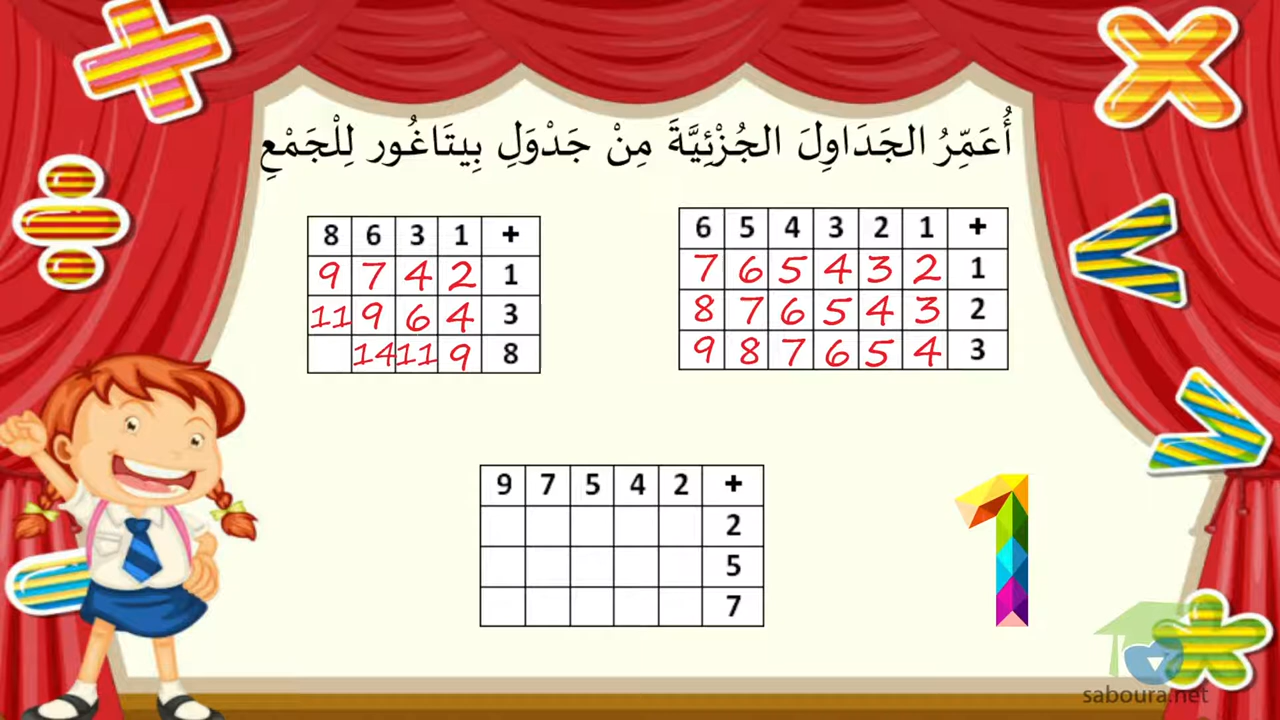 أُعَمِّرُ الجَدَاوِلَ الجُزْئِيَّةَ مِنْ جَدْوَلِ بِيتَاغُور لِلْجَمْعِ
+ 1 2 3 4 5 6
1 2 3 4 5 6 7
2 3 4 5 6 7 8
3 4 5 6 7 8 9
+ 1 3 6 8
1 2 4 7 9
3 4 6 9 11
8 9 11 14
+ 2 4 5 7 9
2
5
7
1
saboura.net